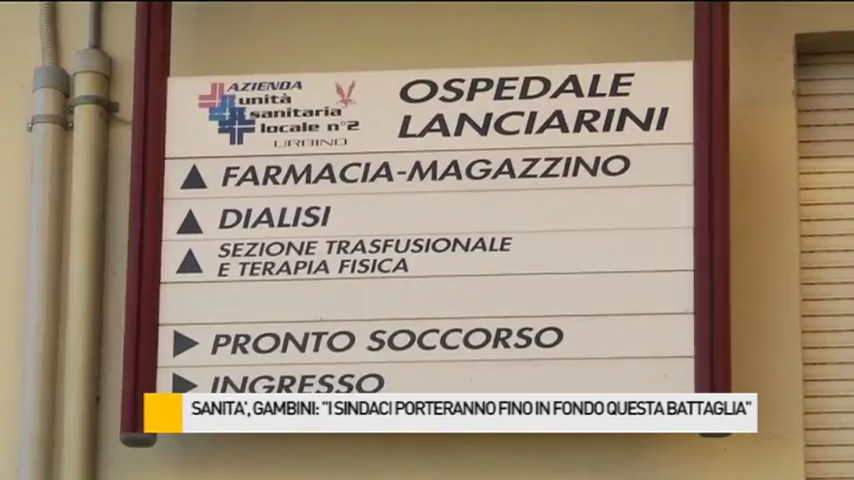 AZIENDA
unità
sanitaria
locale n°2
URBINO
OSPEDALE
LANCIARINI
FARMACIA-MAGAZZINO
DIALISI
SEZIONE TRASFUSIONALE
E TERAPIA FISICA
PRONTO SOCCORSO
INGRESSO
SANITA', GAMBINI: "I SINDACI PORTERANNO FINO IN FONDO QUESTA BATTAGLIA"